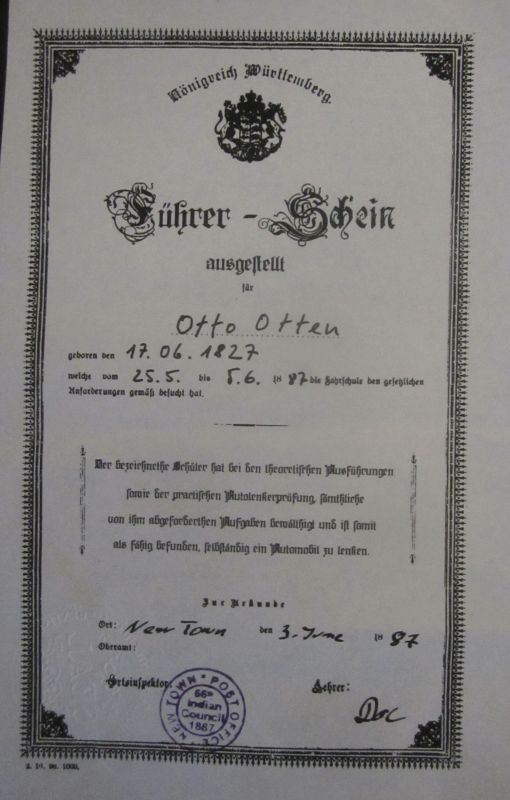 Königreich Württemberg.
Führer - Schein
ausgestellt
für
Otto Otten
geboren den 17. 06. 1827
welche vom 25.5. bis 5.6. 18 87 die Fahrschule den gesetzlichen
Anforderungen gemäß besucht hat.
Der bezeichnethe Schüler hat bei den theoretischen Ausführungen
sowie der practischen Autolenkerprüfung, sämthliche
von ihm abgeforderthen Aufgaben bewälthigt und ist somit
als fähig befunden, selbständig ein Automobil zu lenken.
Zur Urkunde
Ort: New Town den 3. June 18 87
Oberamt:
Ortsinspektor: Lehrer:
NEW TOWN · POST OFFICE ·
66th
Indian
Council
1887
Doc